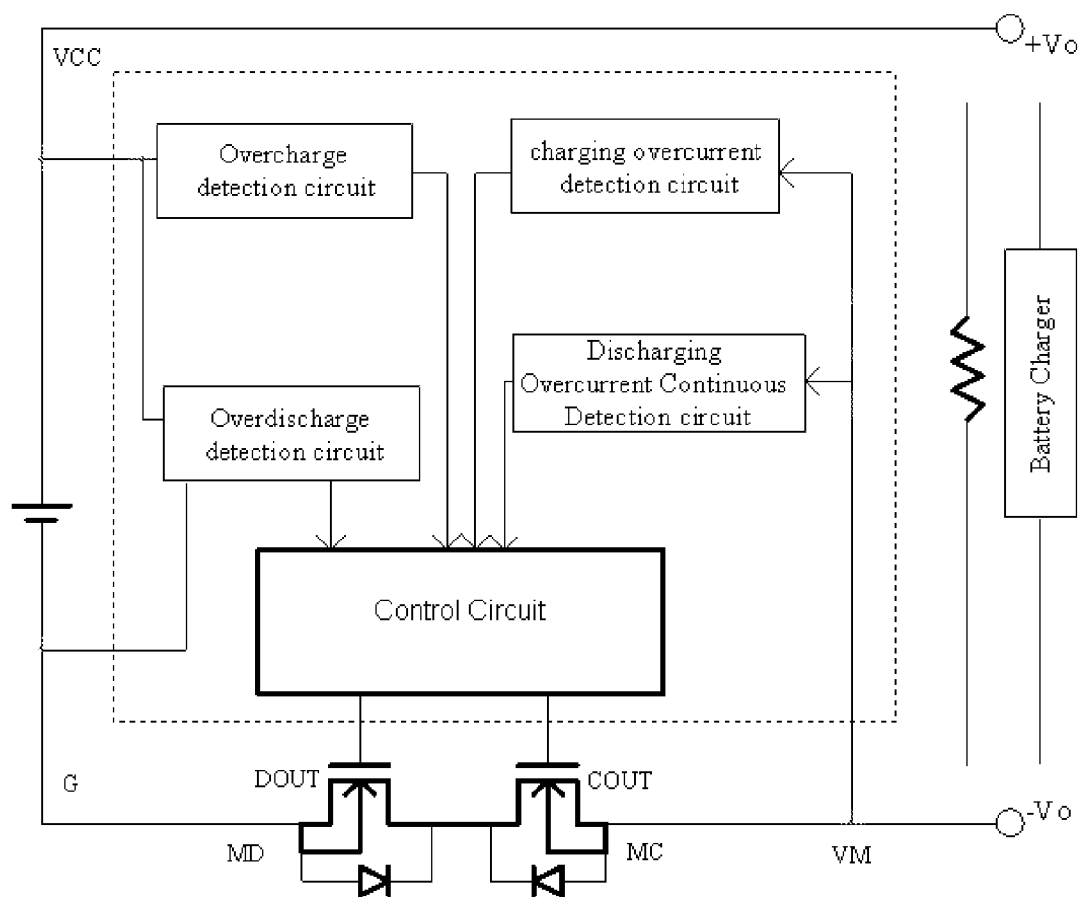 +Vo
VCC
Overcharge
detection circuit
charging overcurrent
detection circuit
Battery Charger
Discharging
Overcurrent Continuous
Detection circuit
Overdischarge
detection circuit
Control Circuit
G
DOUT
COUT
-Vo
MD
MC
VM